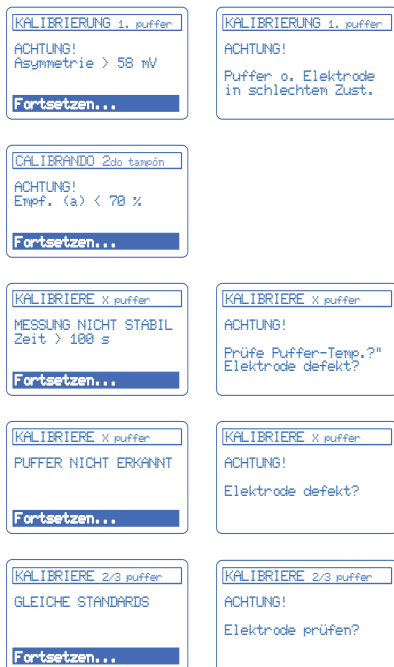 KALIBRIERUNG 1. puffer
ACHTUNG!
Asymmetrie > 58 mV
Fortsetzen...
KALIBRIERUNG 1. puffer
ACHTUNG!
Puffer o. Elektrode
in schlechtem Zust.
CALIBRANDO 2do tampón
ACHTUNG!
Empf. (a) < 70 %
Fortsetzen...
KALIBRIERE X puffer
MESSUNG NICHT STABIL
Zeit > 100 s
Fortsetzen...
KALIBRIERE X puffer
ACHTUNG!
Prüfe Puffer-Temp.?"
Elektrode defekt?
KALIBRIERE X puffer
PUFFER NICHT ERKANNT
Fortsetzen...
KALIBRIERE X puffer
ACHTUNG!
Elektrode defekt?
KALIBRIERE 2/3 puffer
GLEICHE STANDARDS
Fortsetzen...
KALIBRIERE 2/3 puffer
ACHTUNG!
Elektrode prüfen?